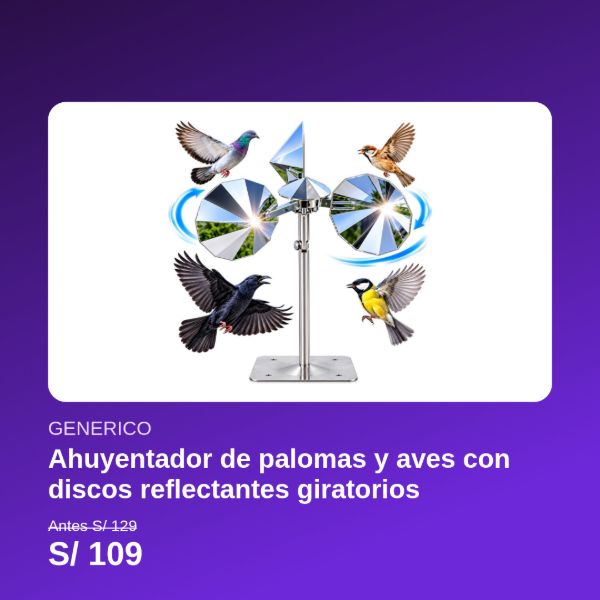 GENERICO
Ahuyentador de palomas y aves con
discos reflectantes giratorios
Antes S/ 129
S/ 109